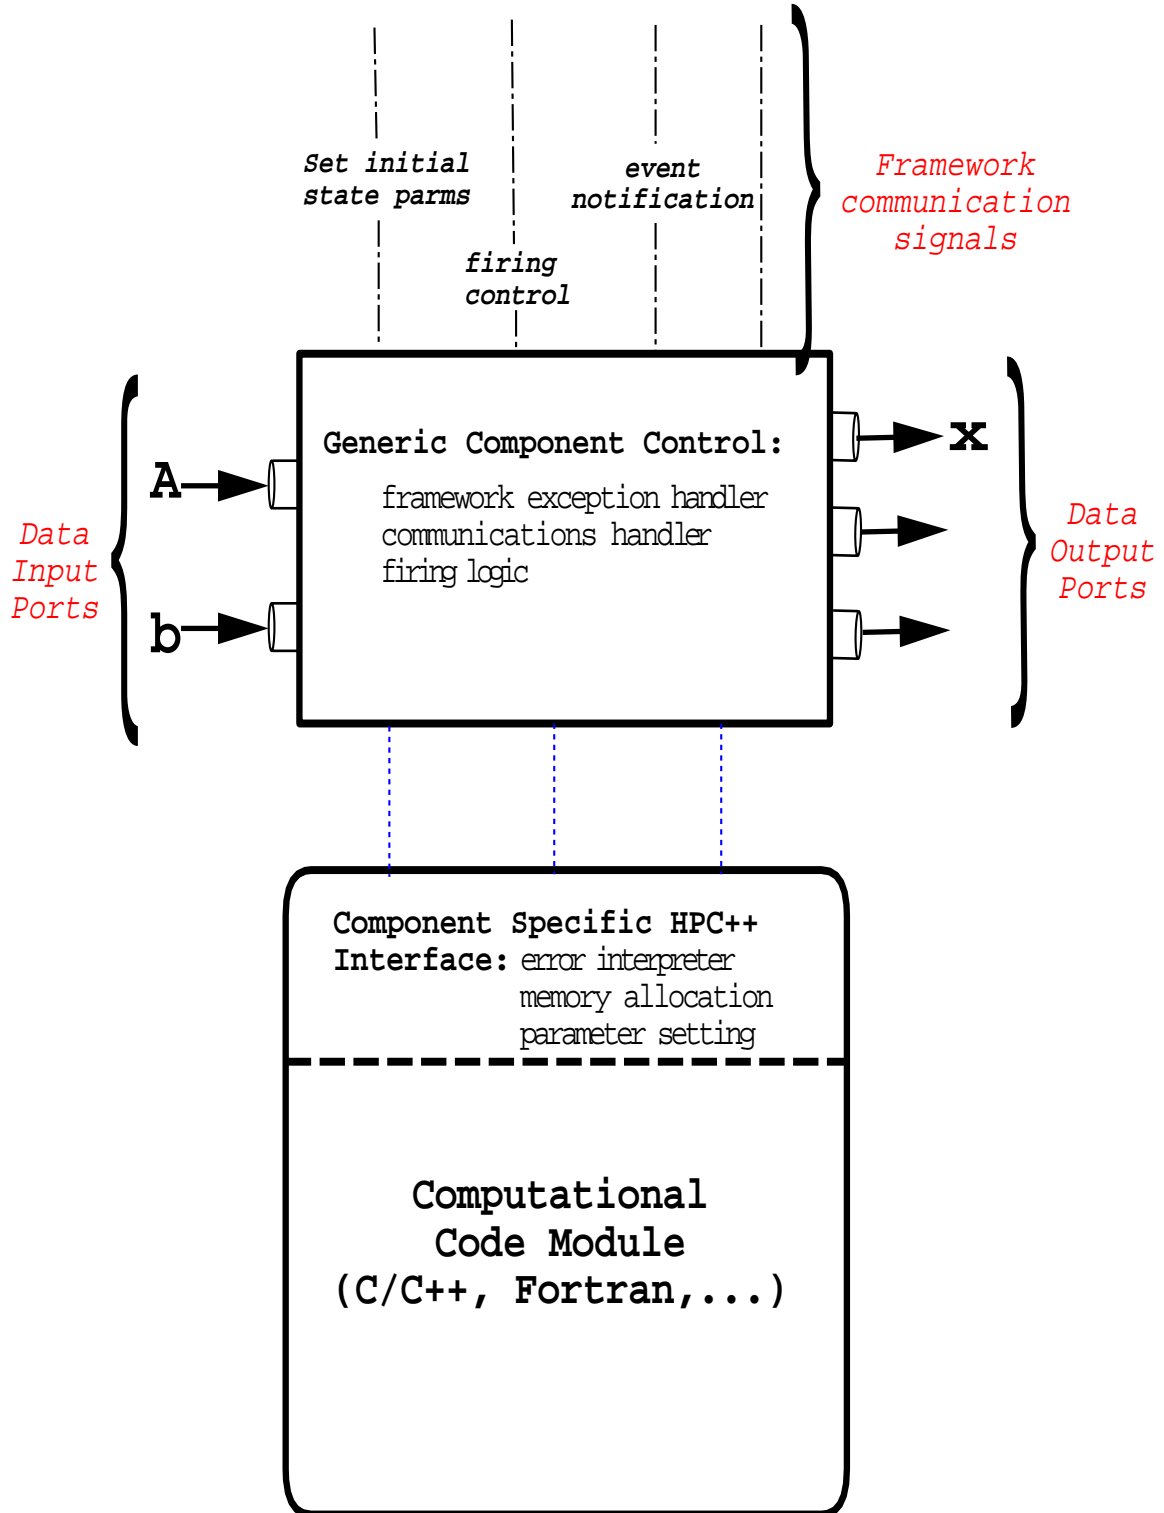 Set initial
state parms
event
notification
firing
control
Framework
communication
signals
Generic Component Control:
framework exception handler
communications handler
firing logic
A
b
x
Data
Input
Ports
Data
Output
Ports
Component Specific HPC++
Interface: error interpreter
memory allocation
parameter setting
Computational
Code Module
(C/C++, Fortran,...)